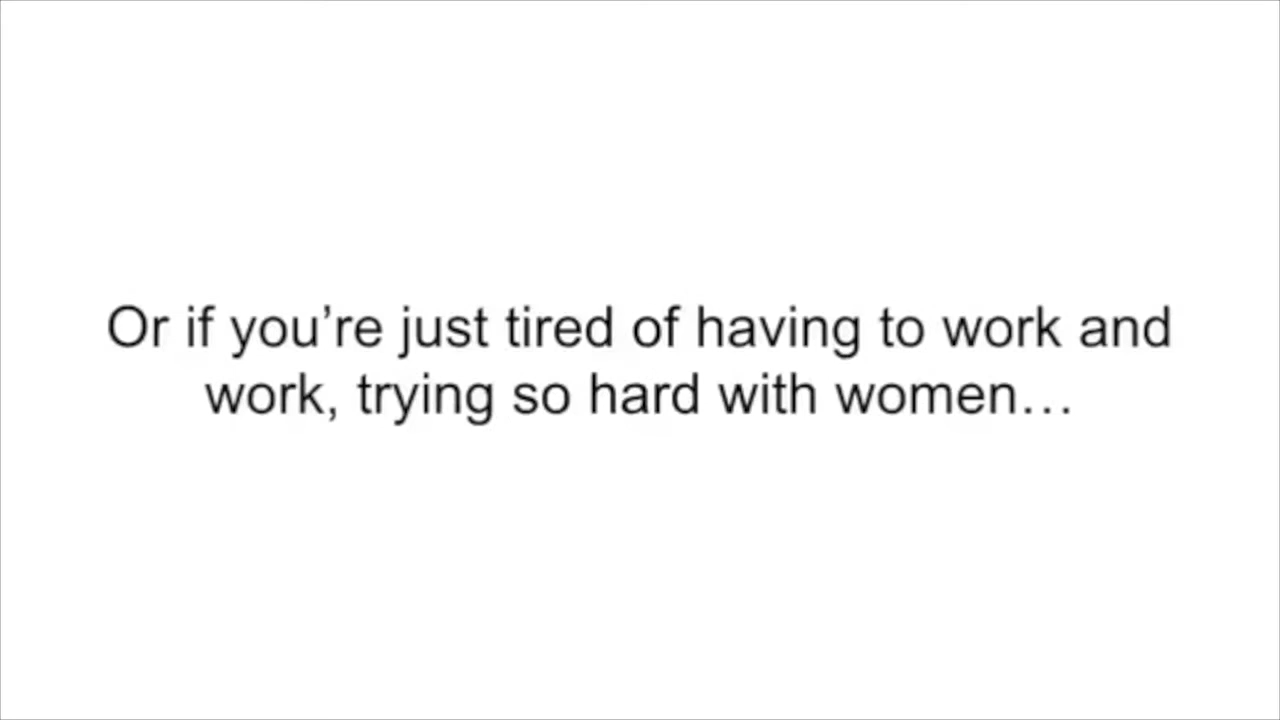 Or if you’re just tired of having to work and
work, trying so hard with women…